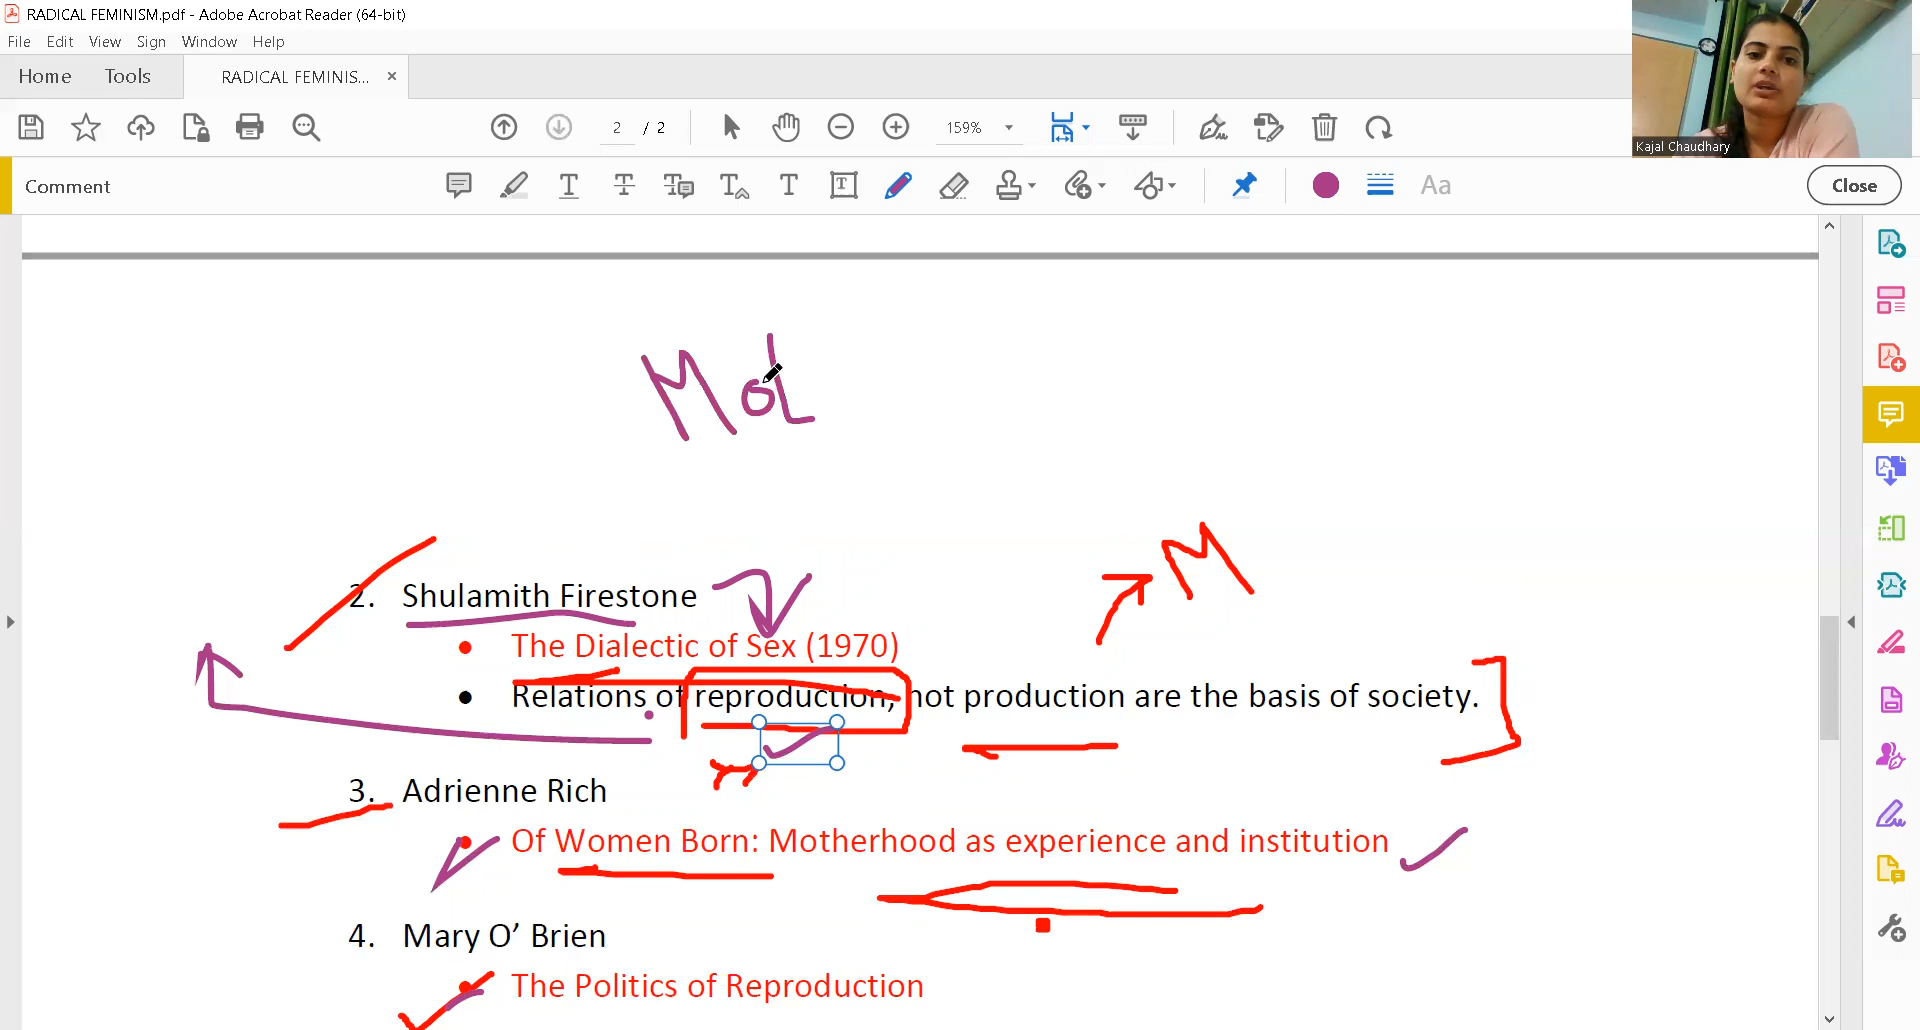 RADICAL FEMINISM.pdf - Adobe Acrobat Reader (64-bit)
File Edit View Sign Window Help
Home Tools RADICAL FEMINIS... ×
2 / 2 159%
Kajal Chaudhary
Comment Aa Close
Mot
M
2. Shulamith Firestone
• The Dialectic of Sex (1970)
• Relations of reproduction, not production are the basis of society.
3. Adrienne Rich
• Of Women Born: Motherhood as experience and institution
4. Mary O’ Brien
• The Politics of Reproduction